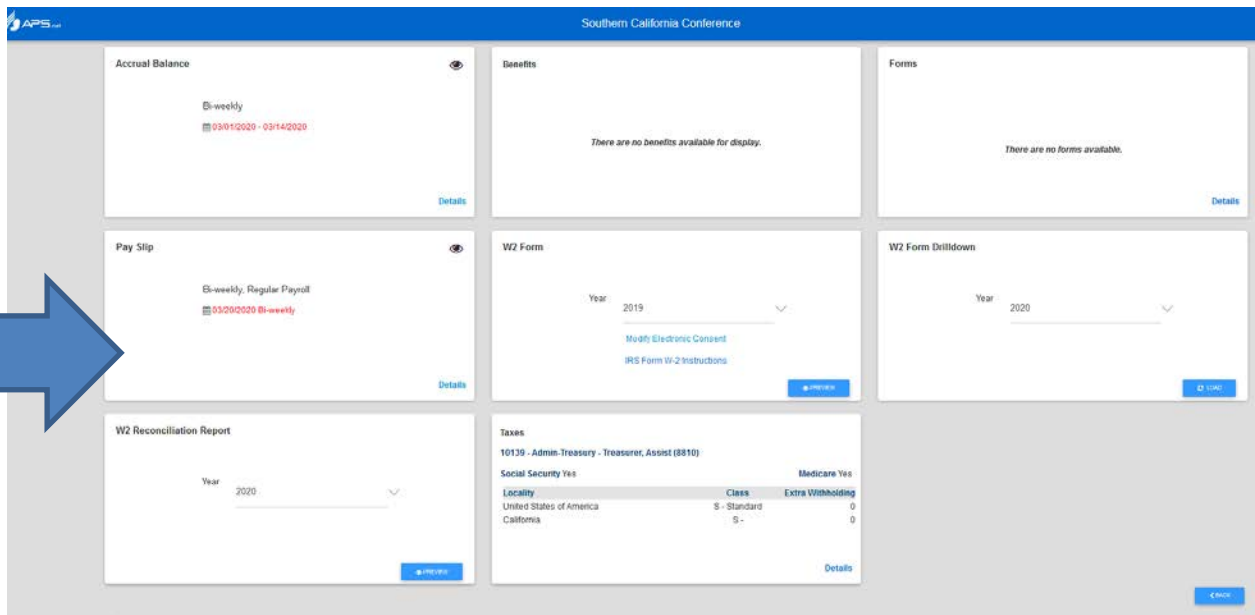 APS.net
Southern California Conference
Accrual Balance
Bi-weekly
03/01/2020 - 03/14/2020
Details
Benefits
There are no benefits available for display.
Forms
There are no forms available.
Details
Pay Slip
Bi-weekly, Regular Payroll
03/20/2020 Bi-weekly
Details
W2 Form
Year
2019
Modify Electronic Consent
IRS Form W-2 Instructions
PREVIEW
W2 Form Drilldown
Year
2020
LOAD
W2 Reconciliation Report
Year
2020
PREVIEW
Taxes
10139 - Admin-Treasury - Treasurer, Assist (8810)
Social Security Yes Medicare Yes
Locality Class Extra Withholding
United States of America S - Standard 0
California S - 0
Details
BACK